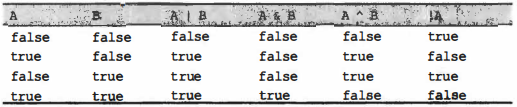 A B A | B A & B A ^ B !A
false false false false false true
true false true false true false
false true true false true true
true true true true false false